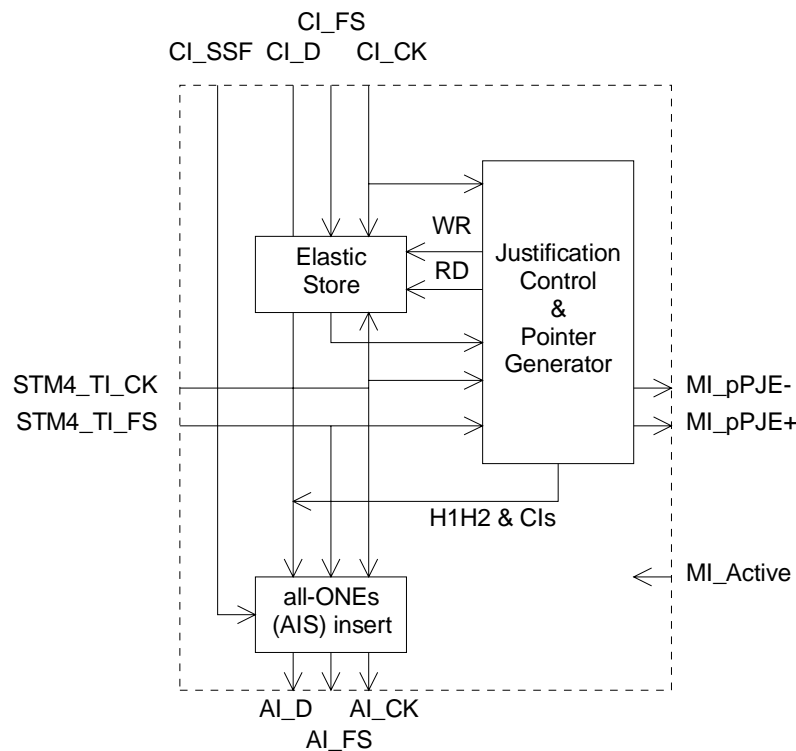 CI_FS
CI_SSF CI_D CI_CK
WR
RD
Elastic
Store
Justification
Control
&
Pointer
Generator
STM4_TI_CK
STM4_TI_FS
MI_pPJE-
MI_pPJE+
H1H2 & CIs
MI_Active
all-ONEs
(AIS) insert
AI_D AI_CK
AI_FS